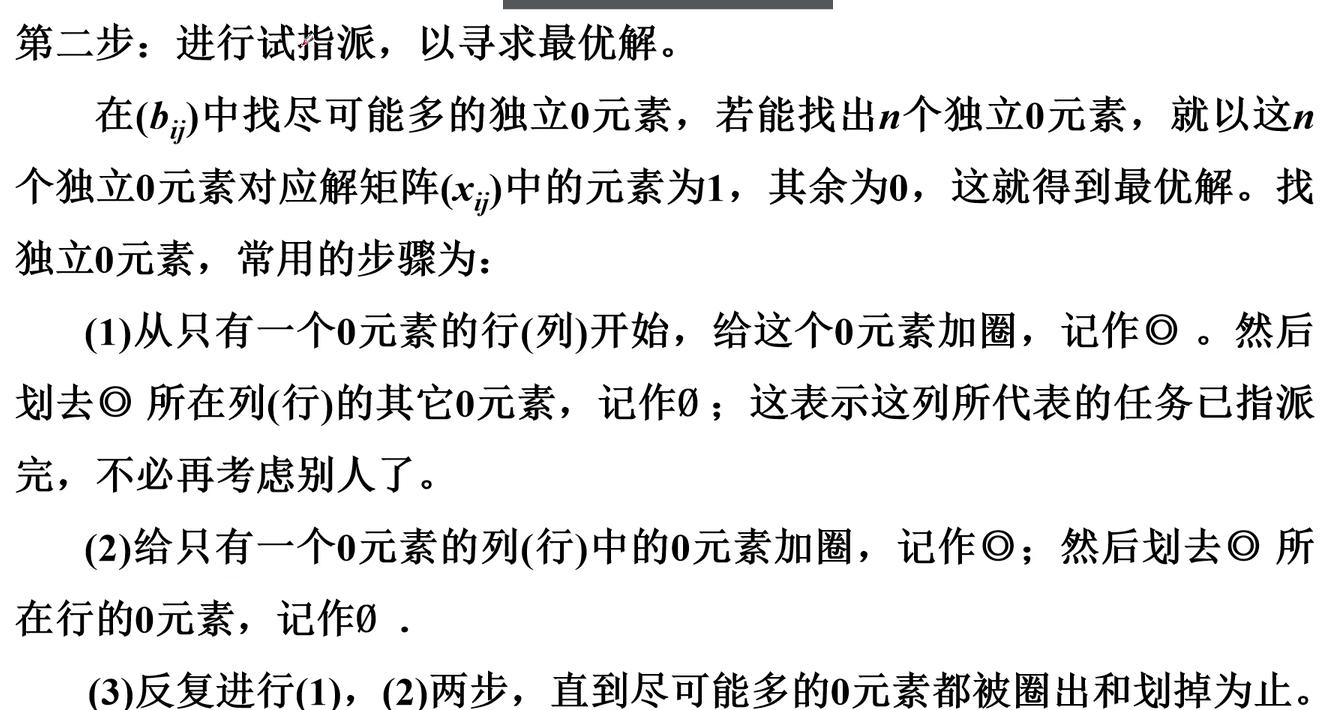 第二步：进行试指派，以寻求最优解。
在(bij)中找尽可能多的独立0元素，若能找出n个独立0元素，就以这n
个独立0元素对应解矩阵(xij)中的元素为1，其余为0，这就得到最优解。找
独立0元素，常用的步骤为：
(1)从只有一个0元素的行(列)开始，给这个0元素加圈，记作◎ 。然后
划去◎ 所在列(行)的其它0元素，记作Ø ；这表示这列所代表的任务已指派
完，不必再考虑别人了。
(2)给只有一个0元素的列(行)中的0元素加圈，记作◎；然后划去◎ 所
在行的0元素，记作Ø ．
(3)反复进行(1)，(2)两步，直到尽可能多的0元素都被圈出和划掉为止。